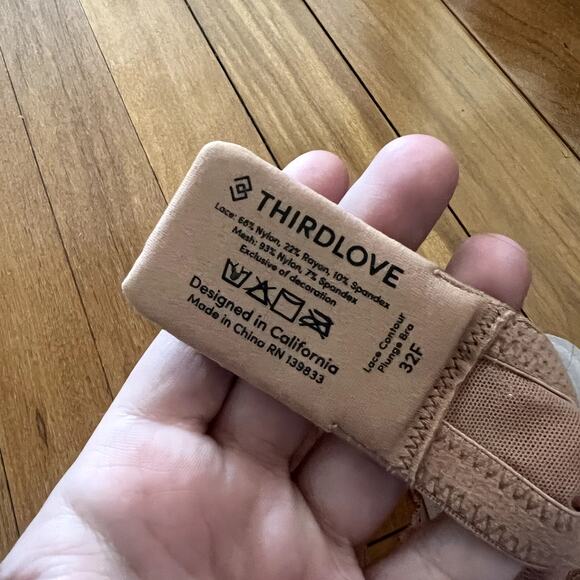 THIRDLOVE
Lace: 68% Nylon, 22% Rayon, 10% Spandex
Mesh: 93% Nylon, 7% Spandex
Exclusive of decoration
Designed in California
Made in China RN 139833
Lace Contour
Plunge Bra
32F